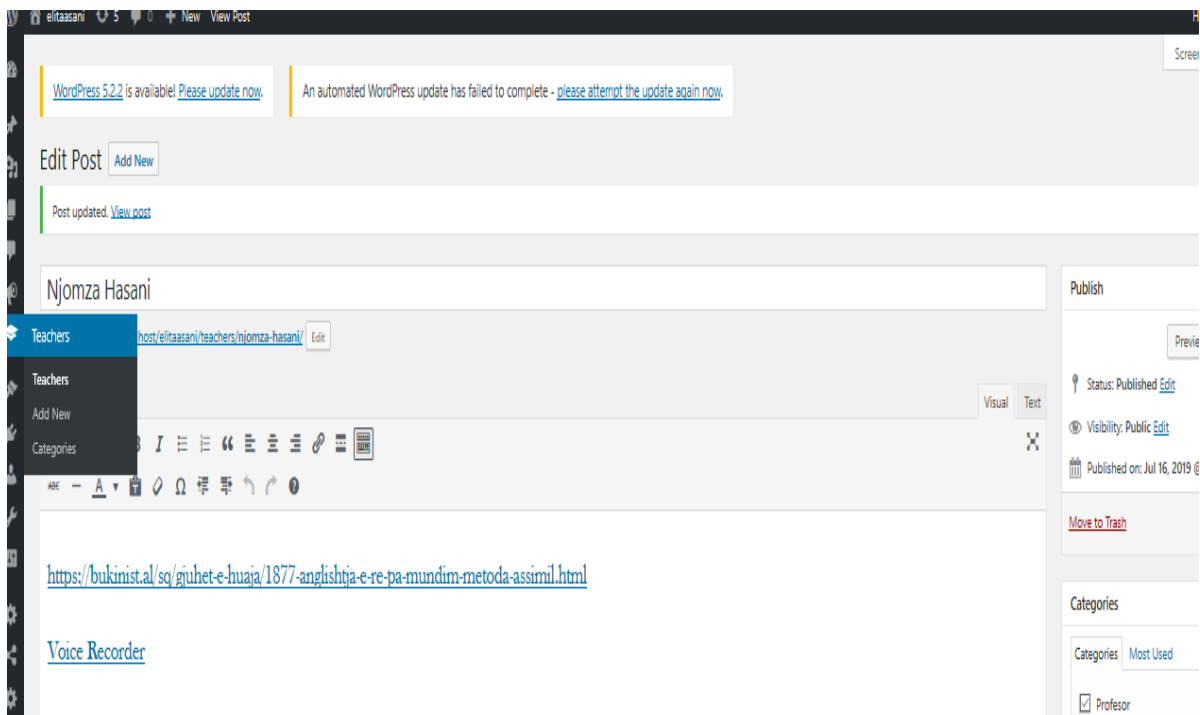 elitaasani 5 0 + New View Post
Screen
WordPress 5.2.2 is available! Please update now.
An automated WordPress update has failed to complete - please attempt the update again now.
Edit Post Add New
Post updated. View post
Njomza Hasani
Publish
Teachers
host/elitaasani/teachers/njomza-hasani/ Edit
Previe
Teachers
Status: Published Edit
Visual Text
Add New
Visibility: Public Edit
Categories
Published on: Jul 16, 2019 @
ABC A
Move to Trash
https://bukinist.al/sq/gjuhet-e-huaja/1877-anglishtja-e-re-pa-mundim-metoda-assimil.html
Categories
Voice Recorder
Categories Most Used
Profesor